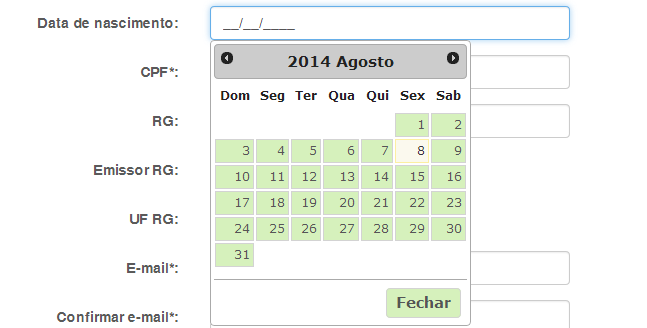 Data de nascimento: __/__/____
2014 Agosto
CPF*:
Dom Seg Ter Qua Qui Sex Sab
RG: 1 2
3 4 5 6 7 8 9
Emissor RG: 10 11 12 13 14 15 16
17 18 19 20 21 22 23
UF RG: 24 25 26 27 28 29 30
31
E-mail*:
Fechar
Confirmar e-mail*: